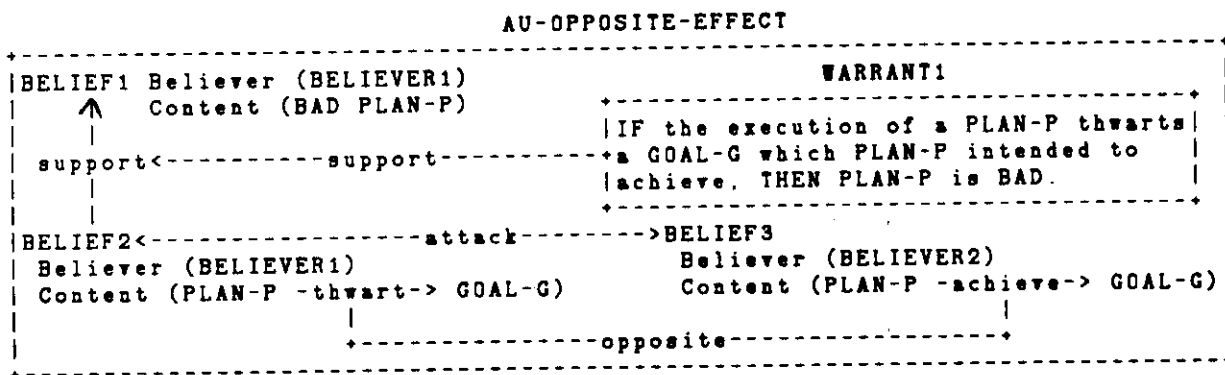 AU-OPPOSITE-EFFECT
BELIEF1 Believer (BELIEVER1)
Content (BAD PLAN-P)
WARRANT1
IF the execution of a PLAN-P thwarts
a GOAL-G which PLAN-P intended to
achieve, THEN PLAN-P is BAD.
support<----------support----------
BELIEF2<------------------attack-------->BELIEF3
Believer (BELIEVER1)
Believer (BELIEVER2)
Content (PLAN-P -thwart-> GOAL-G)
Content (PLAN-P -achieve-> GOAL-G)
opposite